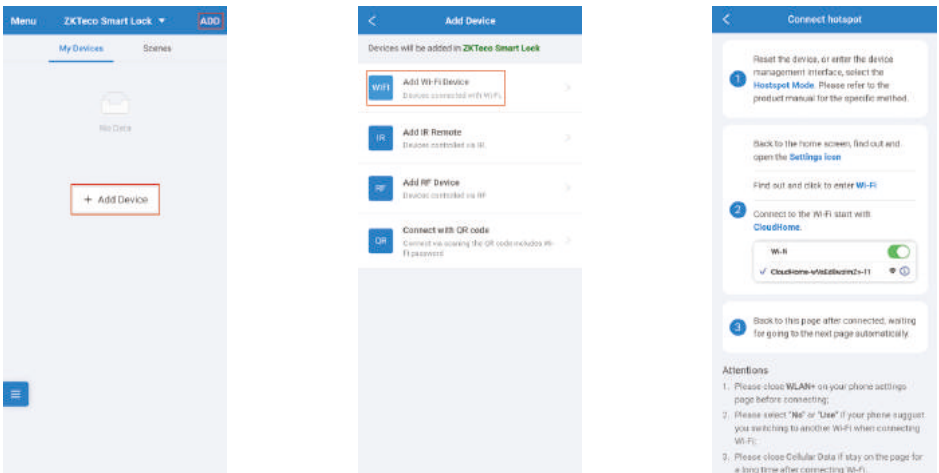 Menu
ZKTeco Smart Lock ▼
ADD
My Devices
Scenes
No Data
+ Add Device
Add Device
Devices will be added in ZKTeco Smart Lock
WIFI
Add Wi-Fi Device
Devices connected with Wi-Fi.
IR
Add IR Remote
Devices controlled via IR
RF
Add RF Device
Devices controlled via RF
QR
Connect with QR code
Connect via scanning the QR code includes Wi-
Fi password
Connect hotspot
1
Reset the device, or enter the device
management interface, select the
Hostspot Mode. Please refer to the
product manual for the specific method.
2
Back to the home screen, find out and
open the Settings icon
Find out and click to enter Wi-Fi
Connect to the Wi-Fi start with
CloudHome.
Wi-Fi
3
Back to this page after connected, waiting
for going to the next page automatically.
Attentions
1. Please close WLAN+ on your phone settings
page before connecting;
2. Please select "No" or "Use" if your phone suggust
you switching to another Wi-Fi when connecting
Wi-Fi;
3. Please close Cellular Data if stay on the page for
a long time after connecting Wi-Fi.